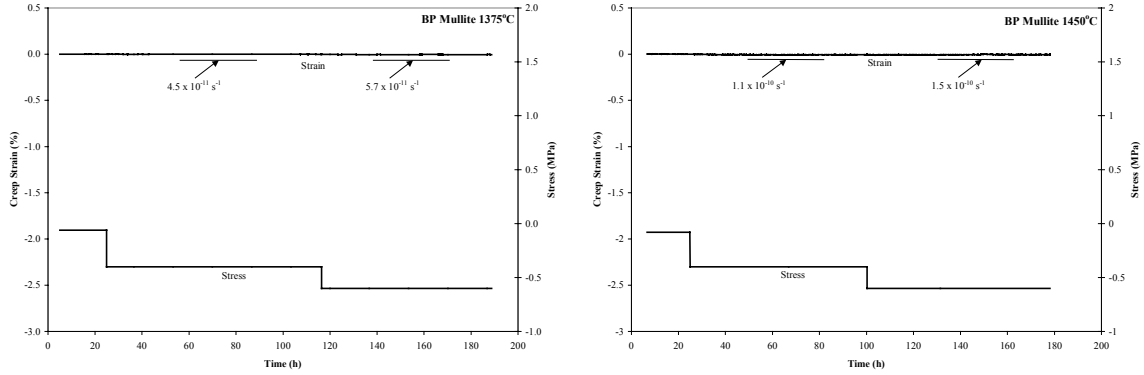 BP Mullite 1375°C
0.5
0.0
-0.5
-1.0
-1.5
-2.0
-2.5
-3.0
Creep Strain (%)
2.0
1.5
1.0
0.5
0.0
-0.5
-1.0
Stress (MPa)
Strain
4.5 x 10⁻¹¹ s⁻¹
5.7 x 10⁻¹¹ s⁻¹
Stress
0 20 40 60 80 100 120 140 160 180 200
Time (h)
BP Mullite 1450°C
0.5
0.0
-0.5
-1
-1.5
-2
-2.5
-3
Creep Strain (%)
2
1.5
1
0.5
0
-0.5
-1
Stress (MPa)
Strain
1.1 x 10⁻¹⁰ s⁻¹
1.5 x 10⁻¹⁰ s⁻¹
Stress
0 20 40 60 80 100 120 140 160 180 200
Time (h)